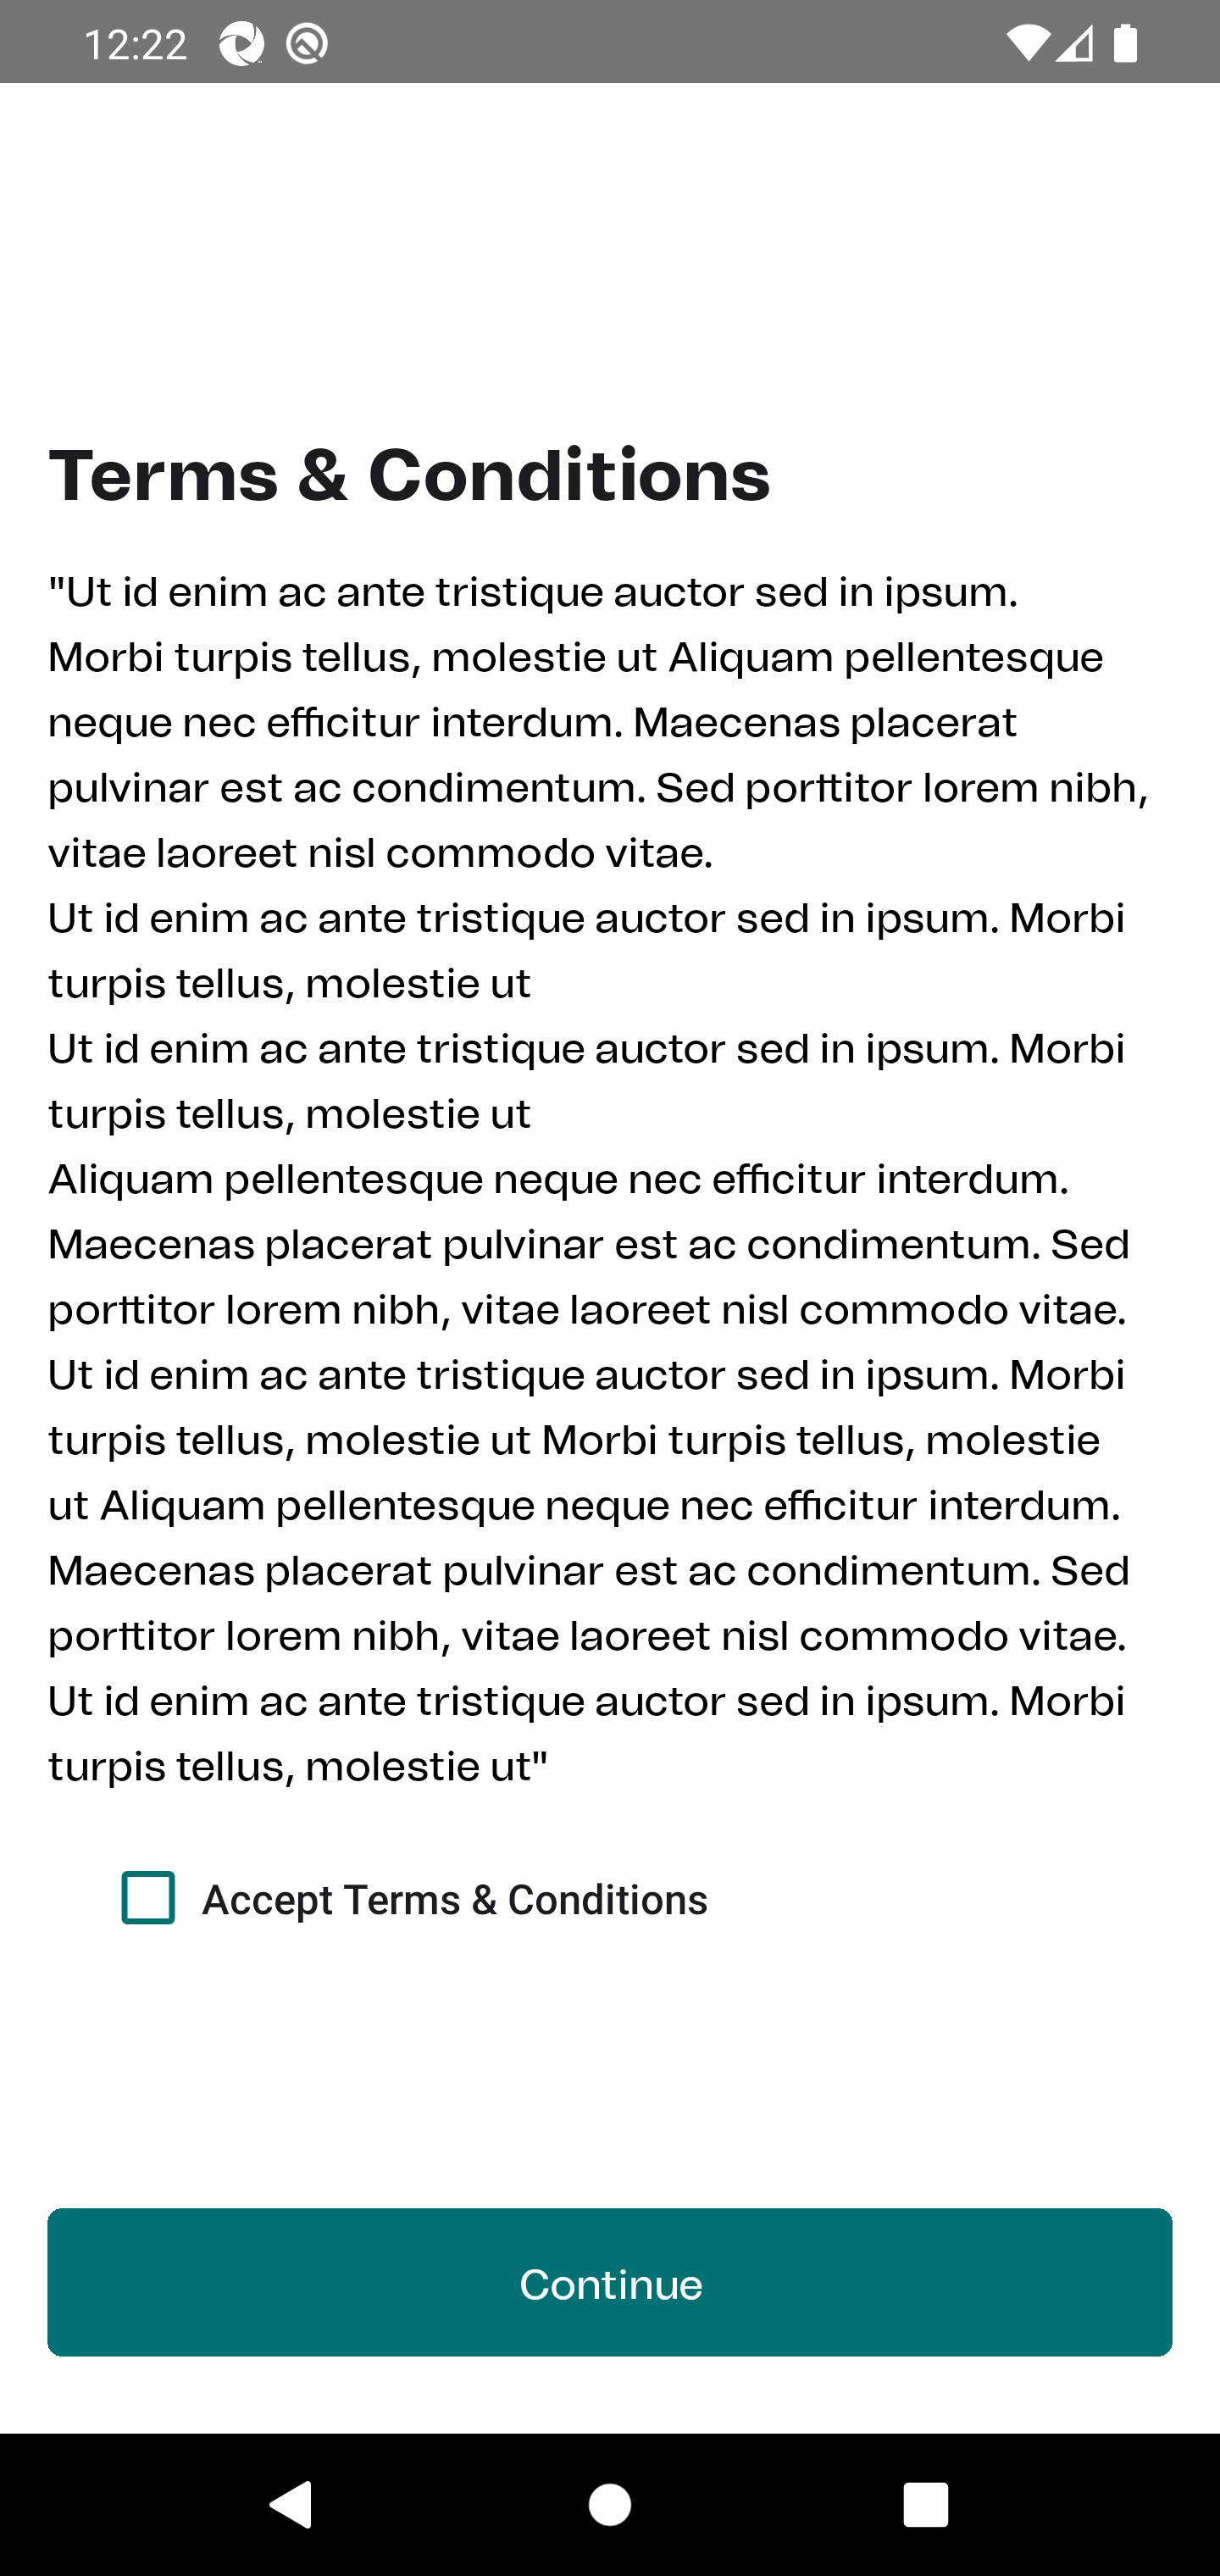 12:22
Terms & Conditions
"Ut id enim ac ante tristique auctor sed in ipsum.
Morbi turpis tellus, molestie ut Aliquam pellentesque
neque nec efficitur interdum. Maecenas placerat
pulvinar est ac condimentum. Sed porttitor lorem nibh,
vitae laoreet nisl commodo vitae.
Ut id enim ac ante tristique auctor sed in ipsum. Morbi
turpis tellus, molestie ut
Ut id enim ac ante tristique auctor sed in ipsum. Morbi
turpis tellus, molestie ut
Aliquam pellentesque neque nec efficitur interdum.
Maecenas placerat pulvinar est ac condimentum. Sed
porttitor lorem nibh, vitae laoreet nisl commodo vitae.
Ut id enim ac ante tristique auctor sed in ipsum. Morbi
turpis tellus, molestie ut Morbi turpis tellus, molestie
ut Aliquam pellentesque neque nec efficitur interdum.
Maecenas placerat pulvinar est ac condimentum. Sed
porttitor lorem nibh, vitae laoreet nisl commodo vitae.
Ut id enim ac ante tristique auctor sed in ipsum. Morbi
turpis tellus, molestie ut"
Accept Terms & Conditions
Continue